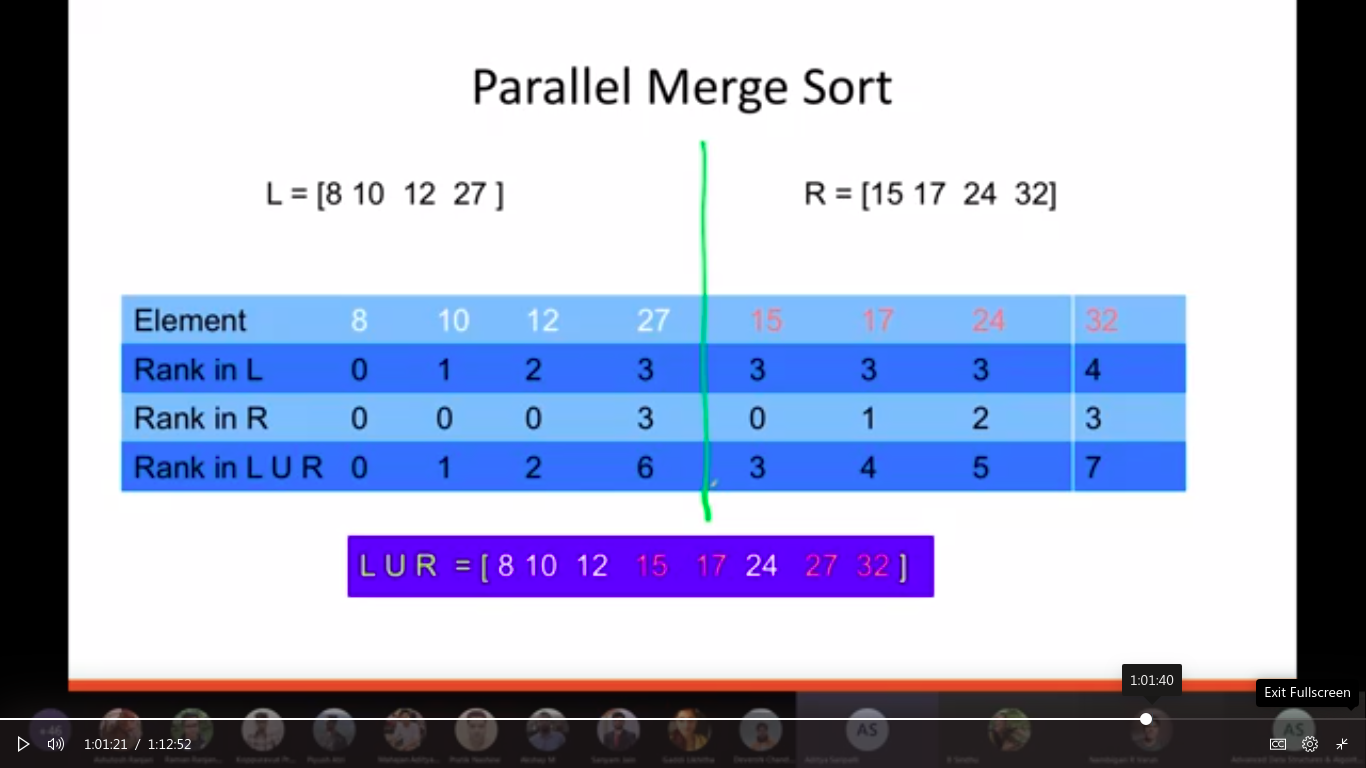 Parallel Merge Sort
L = [8 10 12 27 ]
R = [15 17 24 32]
Element 8 10 12 27 15 17 24 32
Rank in L 0 1 2 3 3 3 3 4
Rank in R 0 0 0 3 0 1 2 3
Rank in L U R 0 1 2 6 3 4 5 7
L U R = [ 8 10 12 15 17 24 27 32 ]
1:01:40
Exit Fullscreen
+46
AS
AS
1:01:21 / 1:12:52
CC